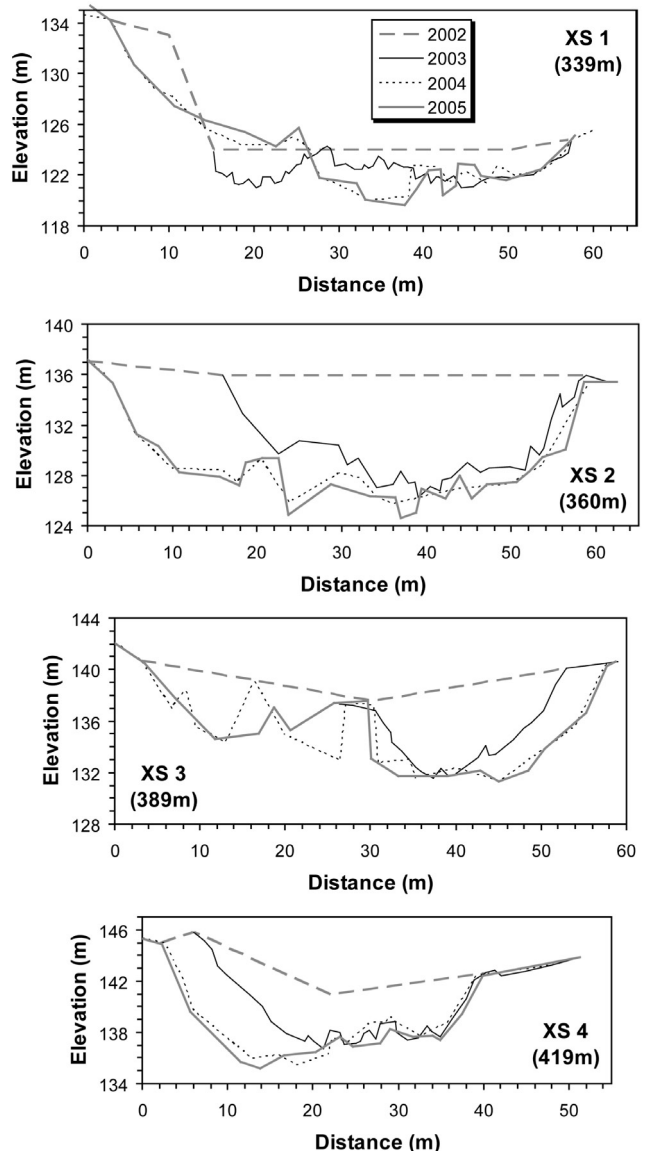 134
130
126
122
118
Elevation (m)
2002
2003
2004
2005
XS 1
(339m)
0 10 20 30 40 50 60
Distance (m)
140
136
132
128
124
Elevation (m)
XS 2
(360m)
0 10 20 30 40 50 60
Distance (m)
144
140
136
132
128
Elevation (m)
XS 3
(389m)
0 10 20 30 40 50 60
Distance (m)
146
142
138
134
Elevation (m)
XS 4
(419m)
0 10 20 30 40 50
Distance (m)